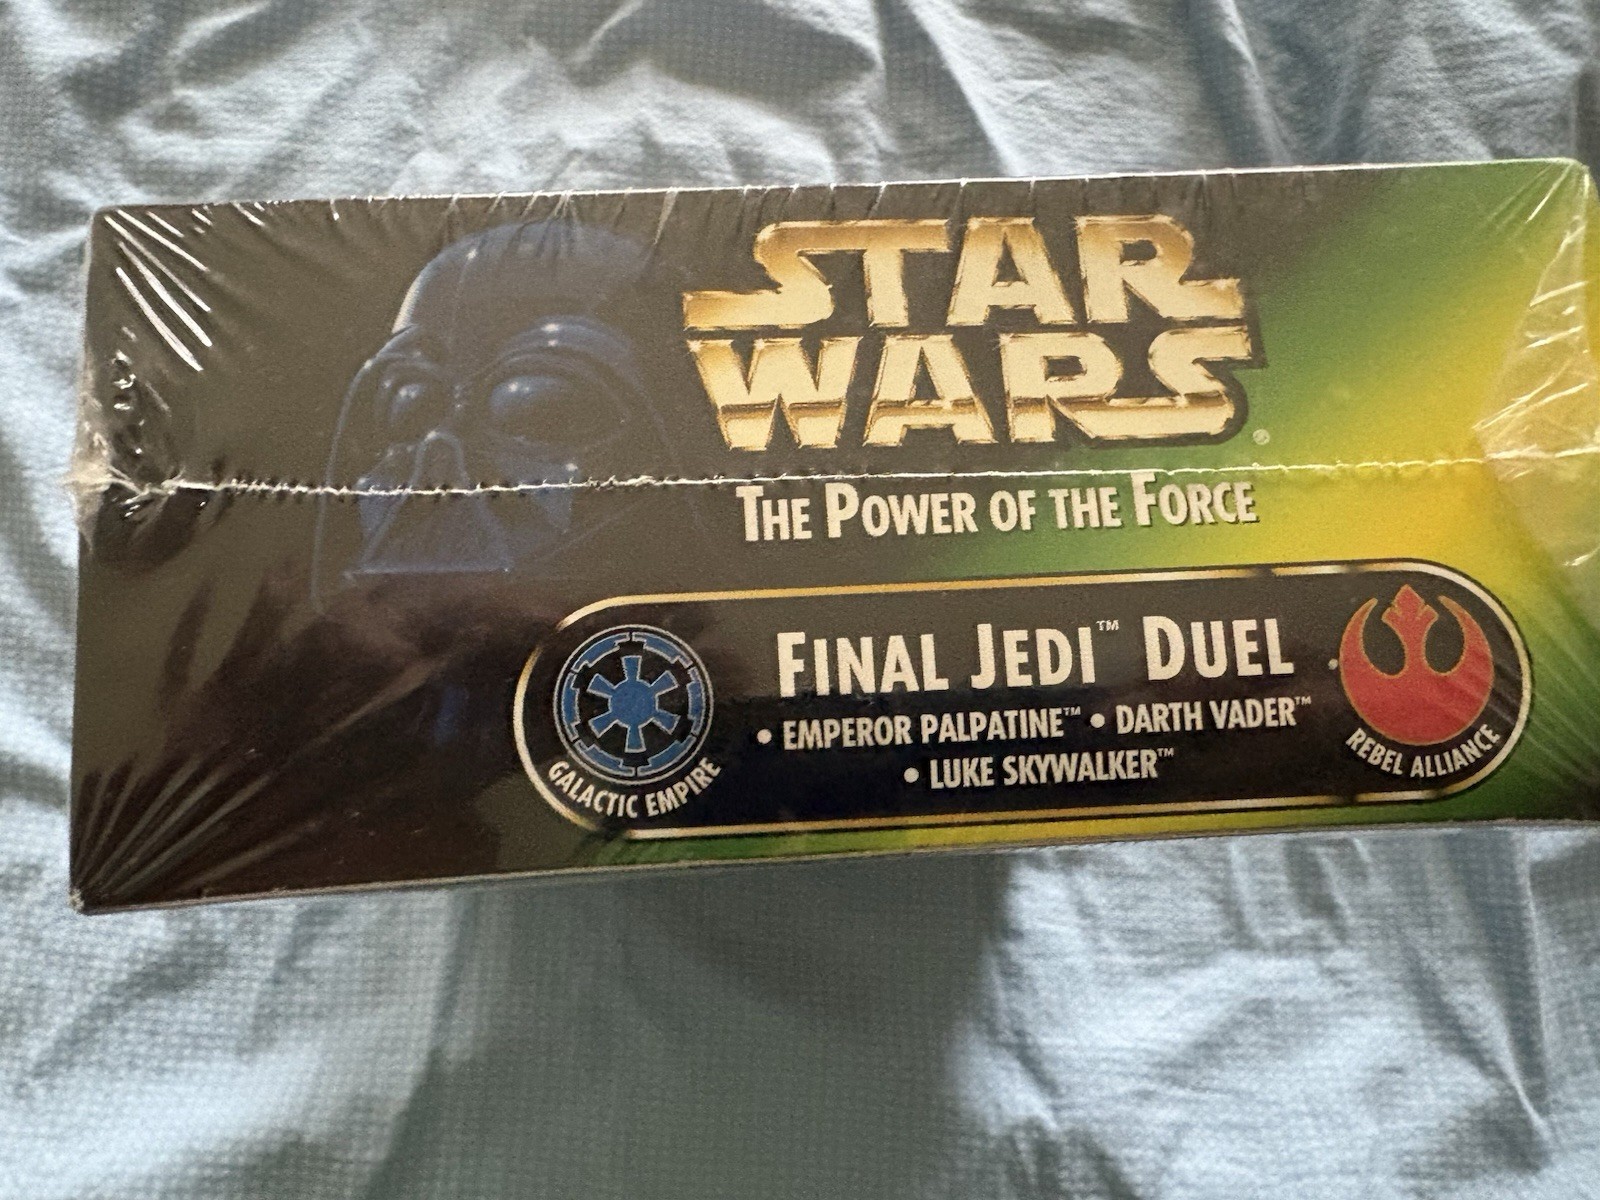 STAR
WARS®
THE POWER OF THE FORCE
FINAL JEDI™ DUEL
• EMPEROR PALPATINE™ • DARTH VADER™
• LUKE SKYWALKER™
GALACTIC EMPIRE
REBEL ALLIANCE